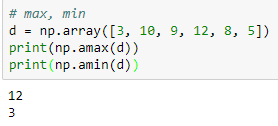 # max, min
d = np.array([3, 10, 9, 12, 8, 5])
print(np.amax(d))
print(np.amin(d))
12
3